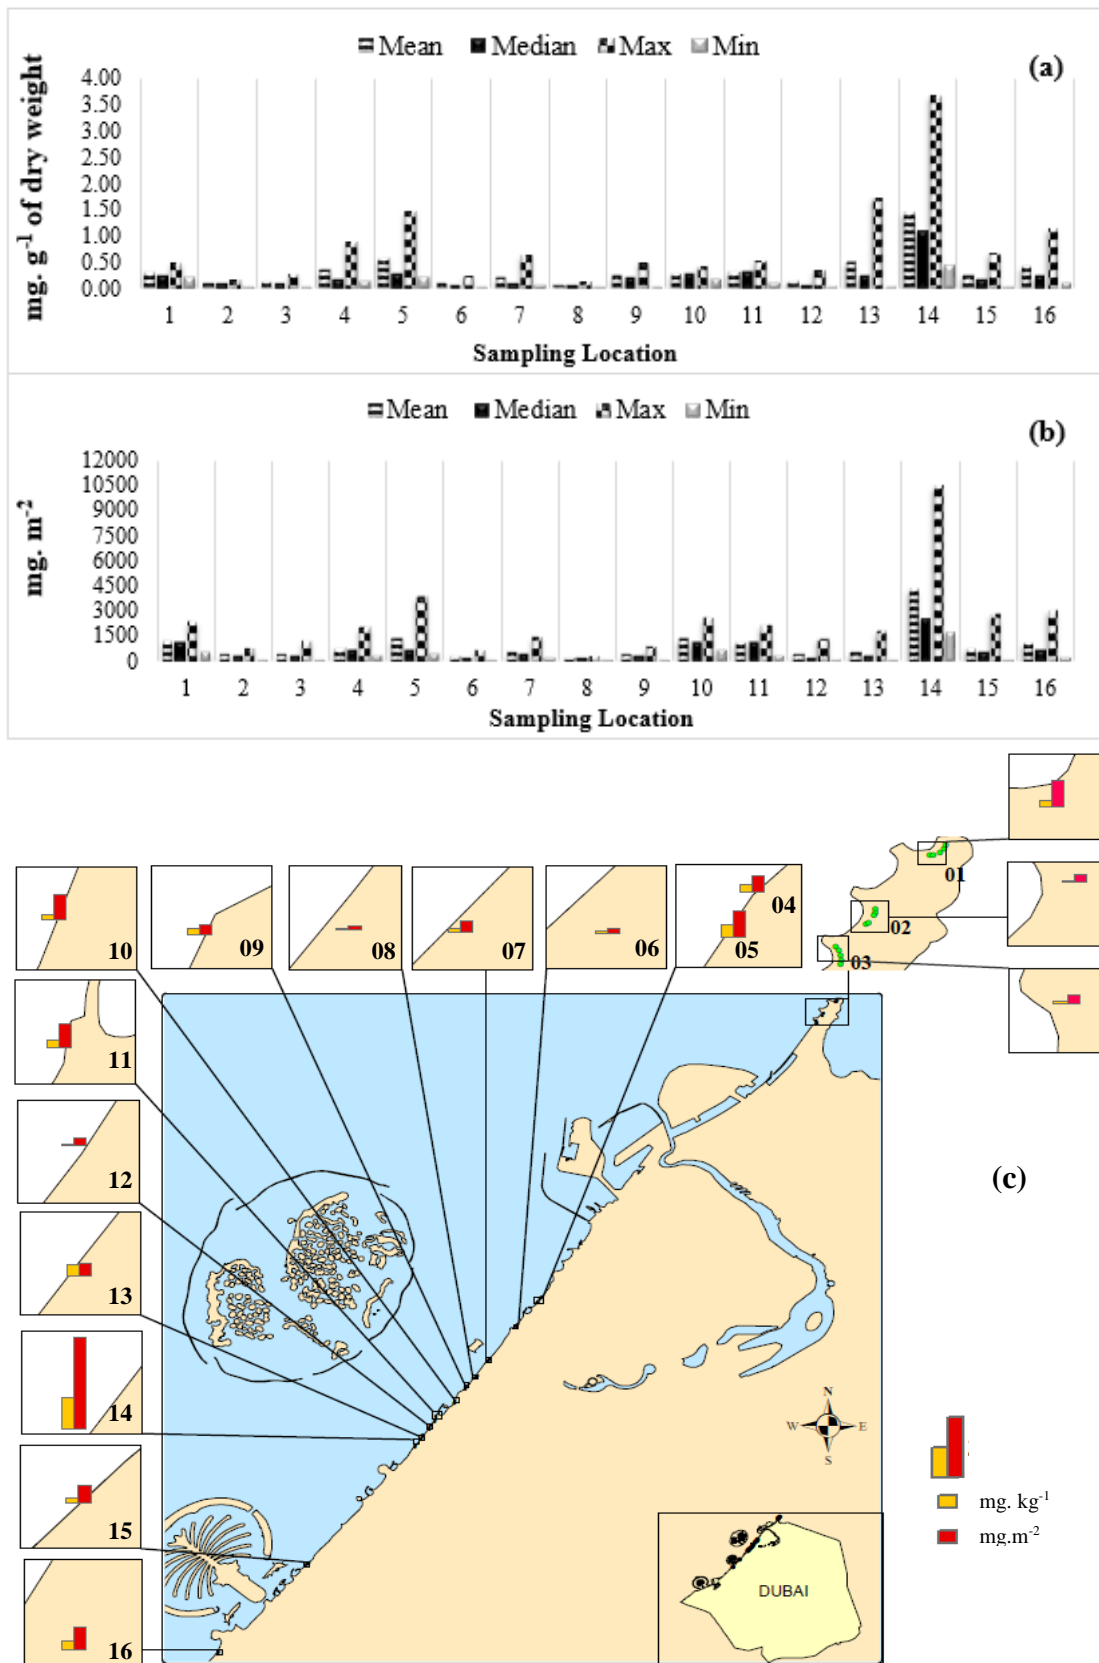 Mean Median Max Min
(a)
mg. g-1 of dry weight
4.00
3.50
3.00
2.50
2.00
1.50
1.00
0.50
0.00
1 2 3 4 5 6 7 8 9 10 11 12 13 14 15 16
Sampling Location
Mean Median Max Min
(b)
mg. m-2
12000
10500
9000
7500
6000
4500
3000
1500
0
1 2 3 4 5 6 7 8 9 10 11 12 13 14 15 16
Sampling Location
01
02
03
04
05
10 09 08 07 06
11
12
13
14
15
16
(c)
N
W E
S
mg. kg-1
mg.m-2
DUBAI